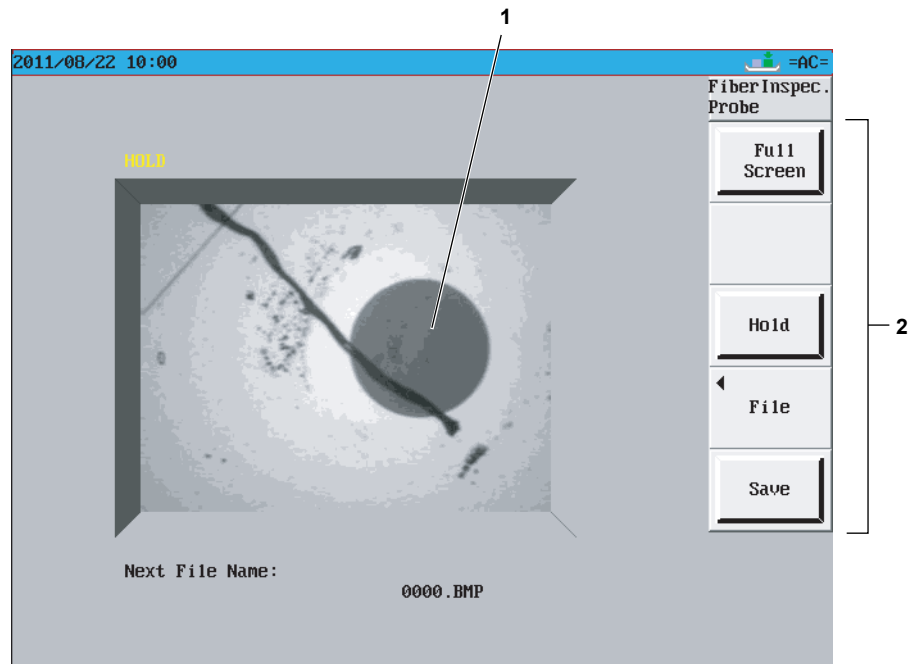 1
2011/08/22 10:00
=AC=
FiberInspec.
Probe
HOLD
Full
Screen
Hold
2
File
Save
Next File Name:
0000.BMP